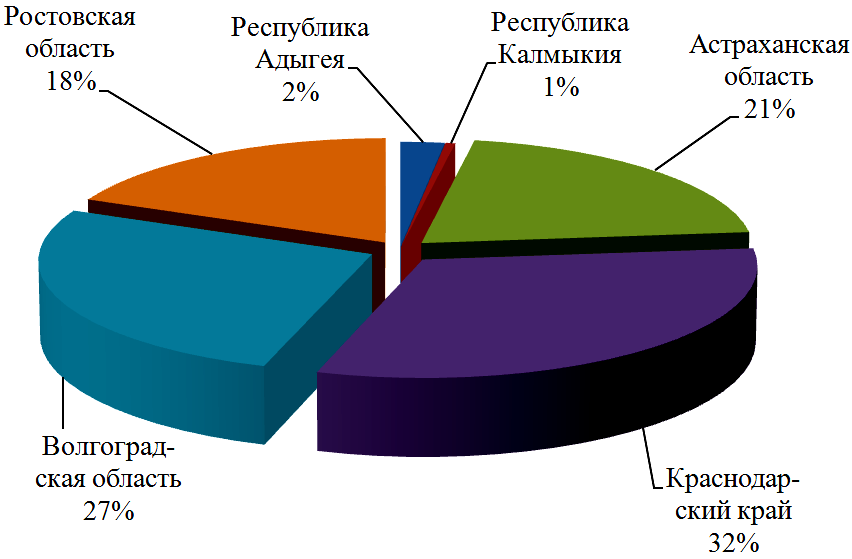 Ростовская
область
18%
Республика
Адыгея
2%
Республика
Калмыкия
1%
Астраханская
область
21%
Волгоград-
ская область
27%
Краснодар-
ский край
32%